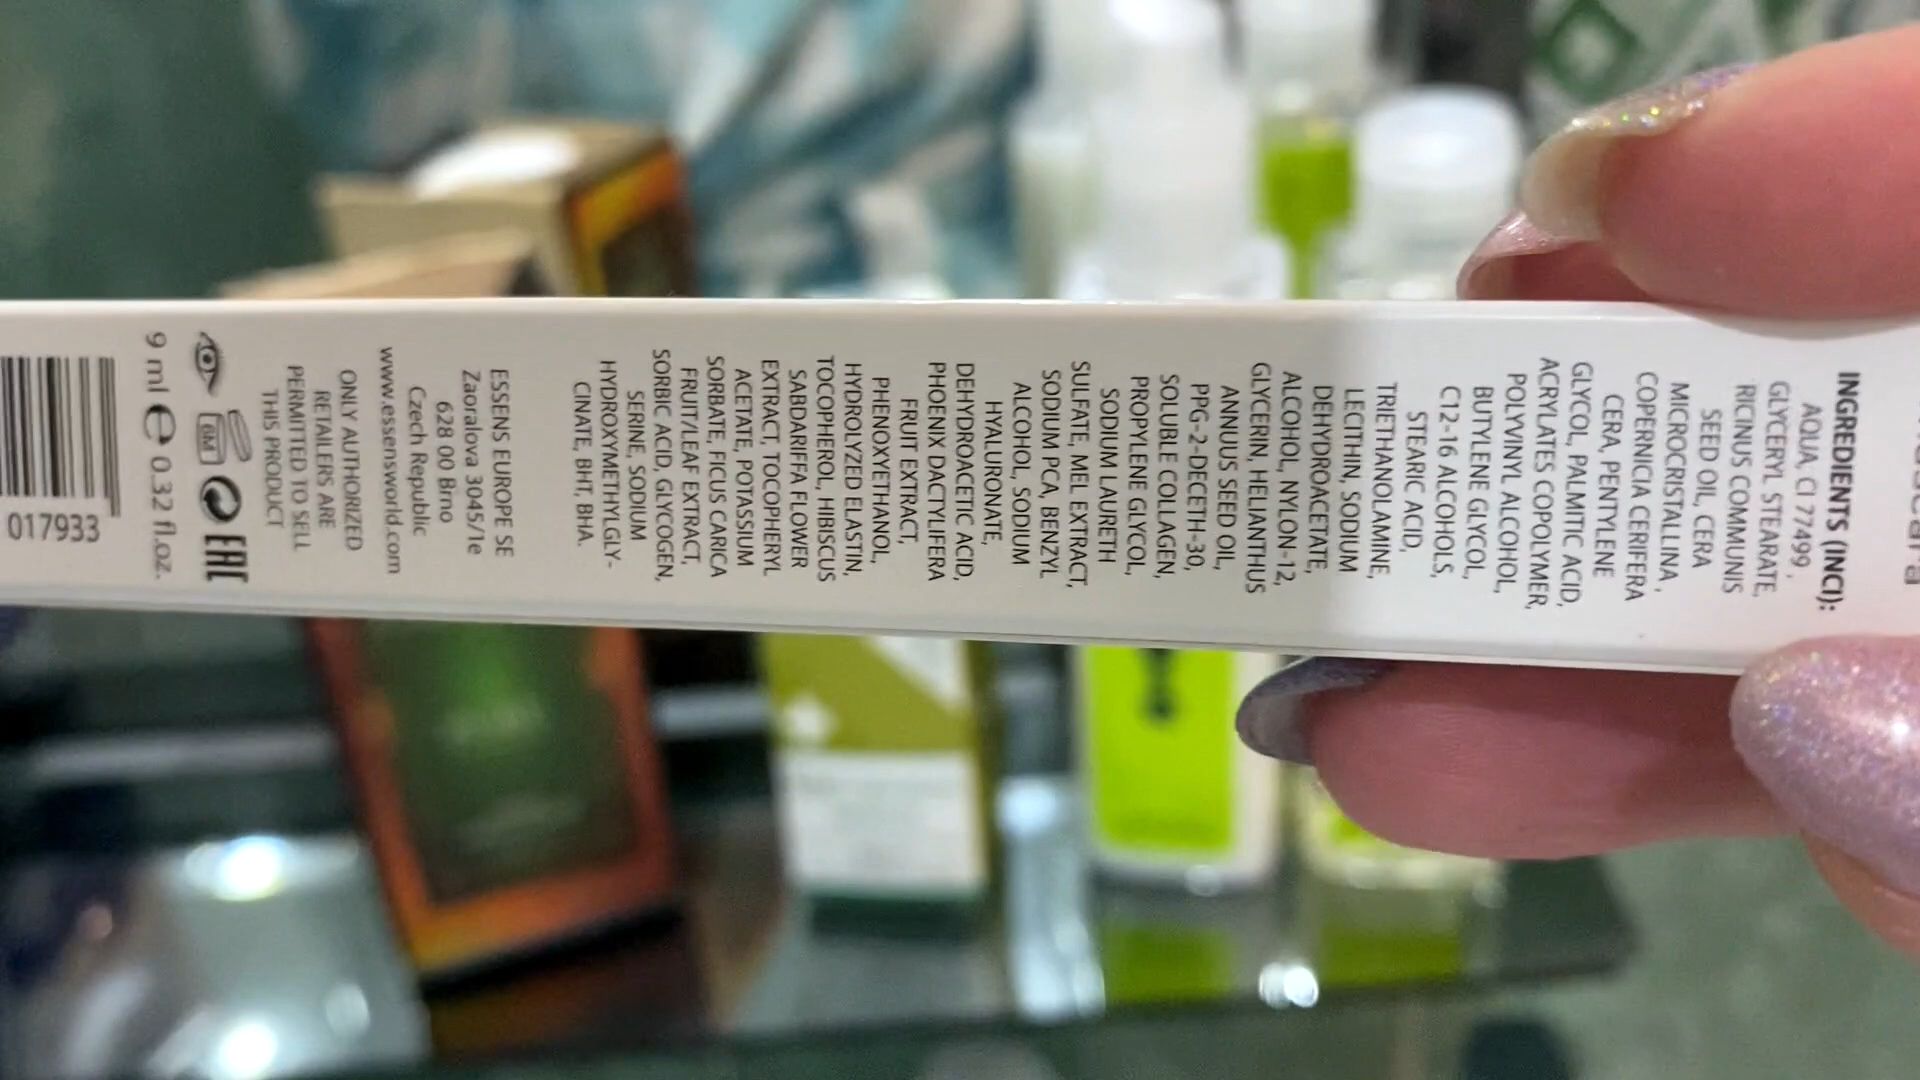 INGREDIENTS (INCI):
AQUA, CI 77499 ,
GLYCERYL STEARATE,
RICINUS COMMUNIS
SEED OIL, CERA
MICROCRISTALLINA ,
COPERNICIA CERIFERA
CERA, PENTYLENE
GLYCOL, PALMITIC ACID,
ACRYLATES COPOLYMER,
POLYVINYL ALCOHOL,
BUTYLENE GLYCOL,
C12-16 ALCOHOLS,
STEARIC ACID,
TRIETHANOLAMINE,
LECITHIN, SODIUM
DEHYDROACETATE,
ALCOHOL, NYLON-12,
GLYCERIN, HELIANTHUS
ANNUUS SEED OIL,
PPG-2-DECETH-30,
SOLUBLE COLLAGEN,
PROPYLENE GLYCOL,
SODIUM LAURETH
SULFATE, MEL EXTRACT,
SODIUM PCA, BENZYL
ALCOHOL, SODIUM
HYALURONATE,
DEHYDROACETIC ACID,
PHOENIX DACTYLIFERA
FRUIT EXTRACT,
PHENOXYETHANOL,
HYDROLYZED ELASTIN,
TOCOPHEROL, HIBISCUS
SABDARIFFA FLOWER
EXTRACT, TOCOPHERYL
ACETATE, POTASSIUM
SORBATE, FICUS CARICA
FRUIT/LEAF EXTRACT,
SORBIC ACID, GLYCOGEN,
SERINE, SODIUM
HYDROXYMETHYLGLY-
CINATE, BHT, BHA.
ESSENS EUROPE SE
Zaoralova 3045/1e
628 00 Brno
Czech Republic
www.essensworld.com
ONLY AUTHORIZED
RETAILERS ARE
PERMITTED TO SELL
THIS PRODUCT
6M
EAC
9 ml e 0.32 fl.oz.
017933